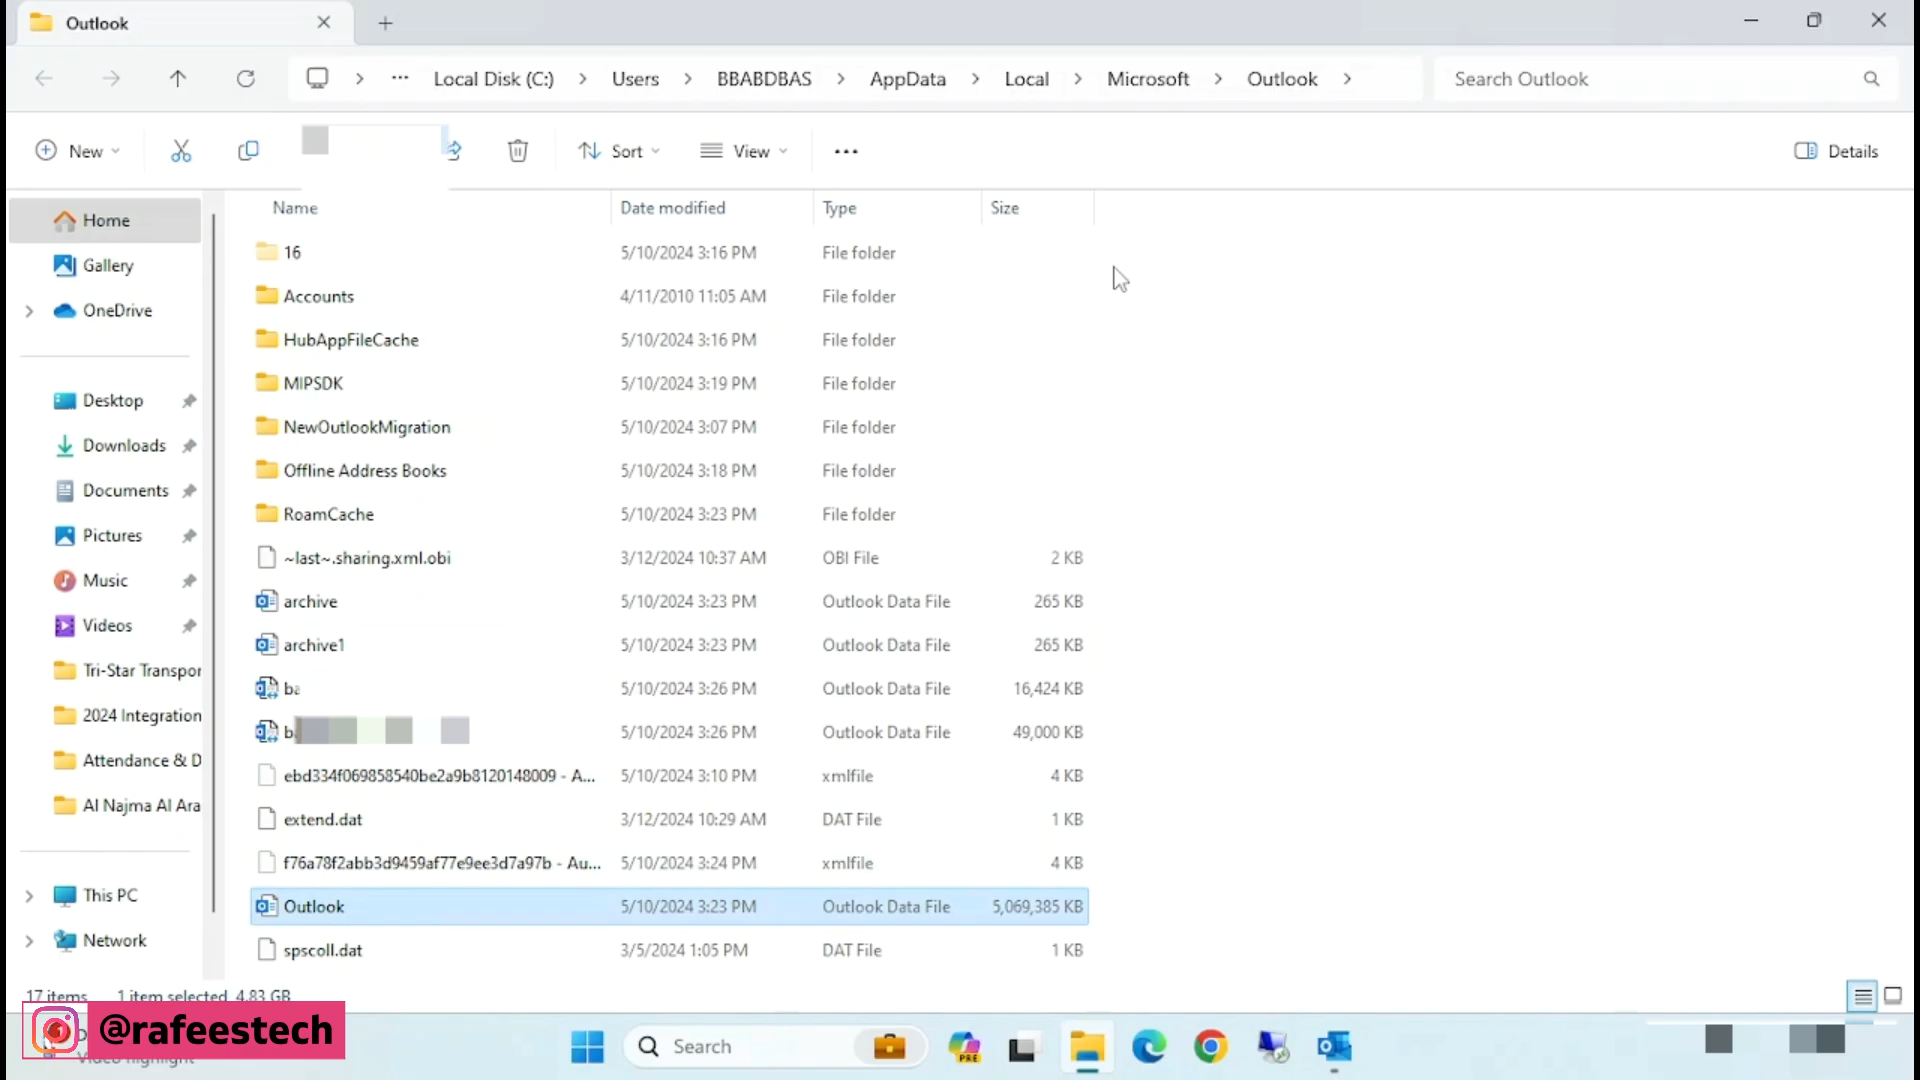 Outlook
Local Disk (C:) Users BBABDBAS AppData Local Microsoft Outlook
Search Outlook
New
Sort
View
Details
Name Date modified Type Size
Home
Gallery
OneDrive
Desktop
Downloads
Documents
Pictures
Music
Videos
Tri-Star Transpor
2024 Integration
Attendance & D
Al Najma Al Ara
This PC
Network
16 5/10/2024 3:16 PM File folder
Accounts 4/11/2010 11:05 AM File folder
HubAppFileCache 5/10/2024 3:16 PM File folder
MIPSDK 5/10/2024 3:19 PM File folder
NewOutlookMigration 5/10/2024 3:07 PM File folder
Offline Address Books 5/10/2024 3:18 PM File folder
RoamCache 5/10/2024 3:23 PM File folder
~last~.sharing.xml.obi 3/12/2024 10:37 AM OBI File 2 KB
archive 5/10/2024 3:23 PM Outlook Data File 265 KB
archive1 5/10/2024 3:23 PM Outlook Data File 265 KB
ba 5/10/2024 3:26 PM Outlook Data File 16,424 KB
b 5/10/2024 3:26 PM Outlook Data File 49,000 KB
ebd334f069858540be2a9b8120148009 - A... 5/10/2024 3:10 PM xmlfile 4 KB
extend.dat 3/12/2024 10:29 AM DAT File 1 KB
f76a78f2abb3d9459af77e9ee3d7a97b - Au... 5/10/2024 3:24 PM xmlfile 4 KB
Outlook 5/10/2024 3:23 PM Outlook Data File 5,069,385 KB
spscoll.dat 3/5/2024 1:05 PM DAT File 1 KB
17 items 1 item selected 4.83 GB
@rafeestech
Video highlight
Search
PRE